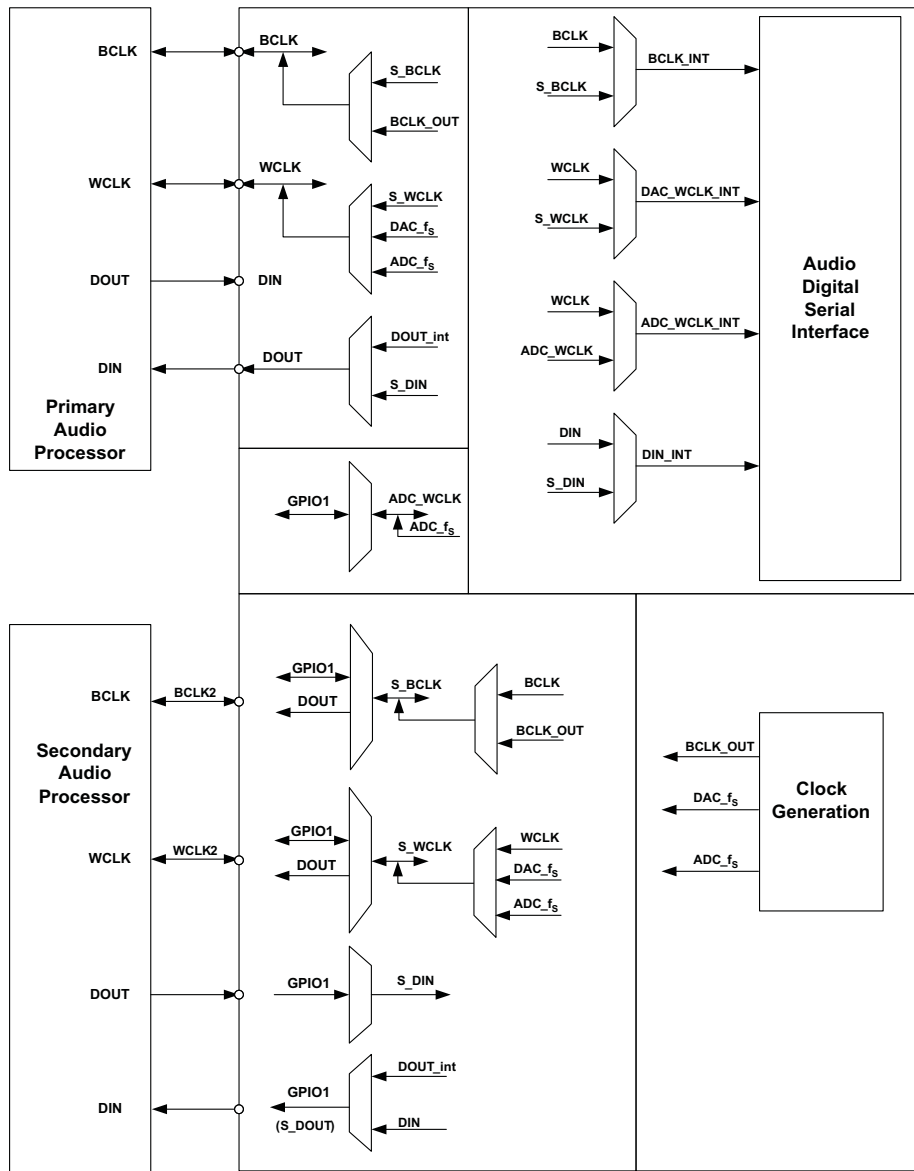 BCLK
WCLK
DOUT
DIN
Primary
Audio
Processor
BCLK
S_BCLK
BCLK_OUT
WCLK
S_WCLK
DAC_fS
ADC_fS
DIN
DOUT
DOUT_int
S_DIN
GPIO1
ADC_WCLK
ADC_fS
BCLK
S_BCLK
BCLK_INT
WCLK
S_WCLK
DAC_WCLK_INT
WCLK
ADC_WCLK
ADC_WCLK_INT
DIN
S_DIN
DIN_INT
Audio
Digital
Serial
Interface
BCLK
BCLK2
Secondary
Audio
Processor
WCLK
WCLK2
DOUT
DIN
GPIO1
DOUT
S_BCLK
BCLK
BCLK_OUT
GPIO1
DOUT
S_WCLK
WCLK
DAC_fS
ADC_fS
GPIO1
S_DIN
GPIO1
(S_DOUT)
DOUT_int
DIN
BCLK_OUT
DAC_fS
ADC_fS
Clock
Generation